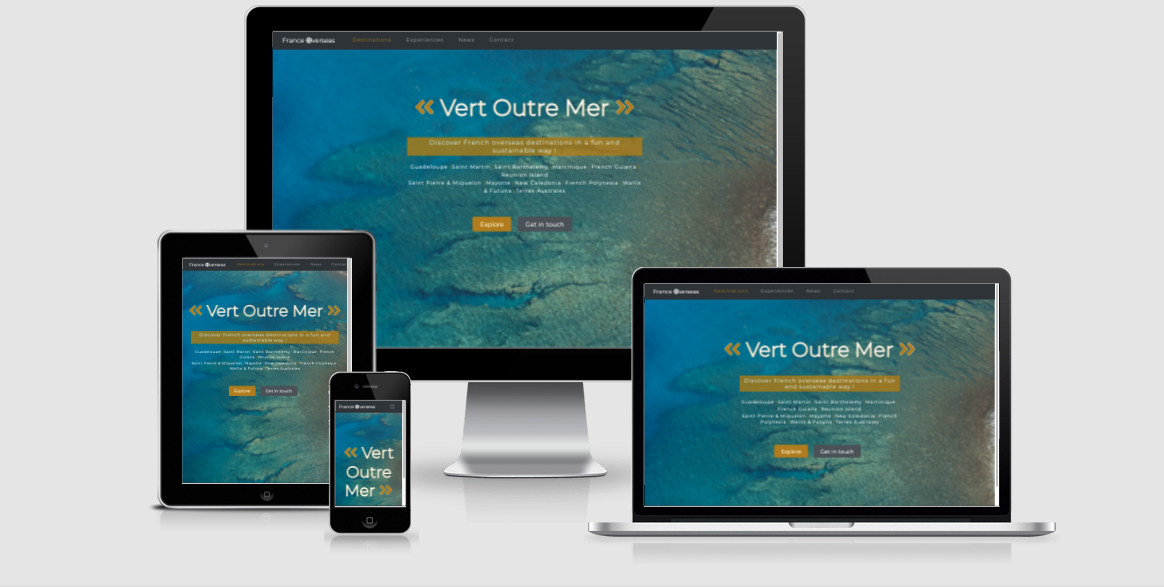 France Overseas Destinations Experiences News Contact
« Vert Outre Mer »
Discover French overseas destinations in a fun and
sustainable way !
Guadeloupe Saint Martin Saint Barthelemy Martinique French Guiana
Reunion Island
Saint Pierre & Miquelon Mayotte New Caledonia French Polynesia Wallis
& Futuna Terres Australes
Explore Get in touch
France Overseas Destinations Experiences News Contact
« Vert Outre Mer »
Discover French overseas destinations in a fun and
sustainable way !
Guadeloupe Saint Martin Saint Barthelemy Martinique French
Guiana Reunion Island
Saint Pierre & Miquelon Mayotte New Caledonia French Polynesia
Wallis & Futuna Terres Australes
Explore Get in touch
France Overseas
« Vert
Outre
Mer »
France Overseas Destinations Experiences News Contact
« Vert Outre Mer »
Discover French overseas destinations in a fun
and sustainable way !
Guadeloupe Saint Martin Saint Barthelemy Martinique
French Guiana Reunion Island
Saint Pierre & Miquelon Mayotte New Caledonia French
Polynesia Wallis & Futuna Terres Australes
Explore Get in touch